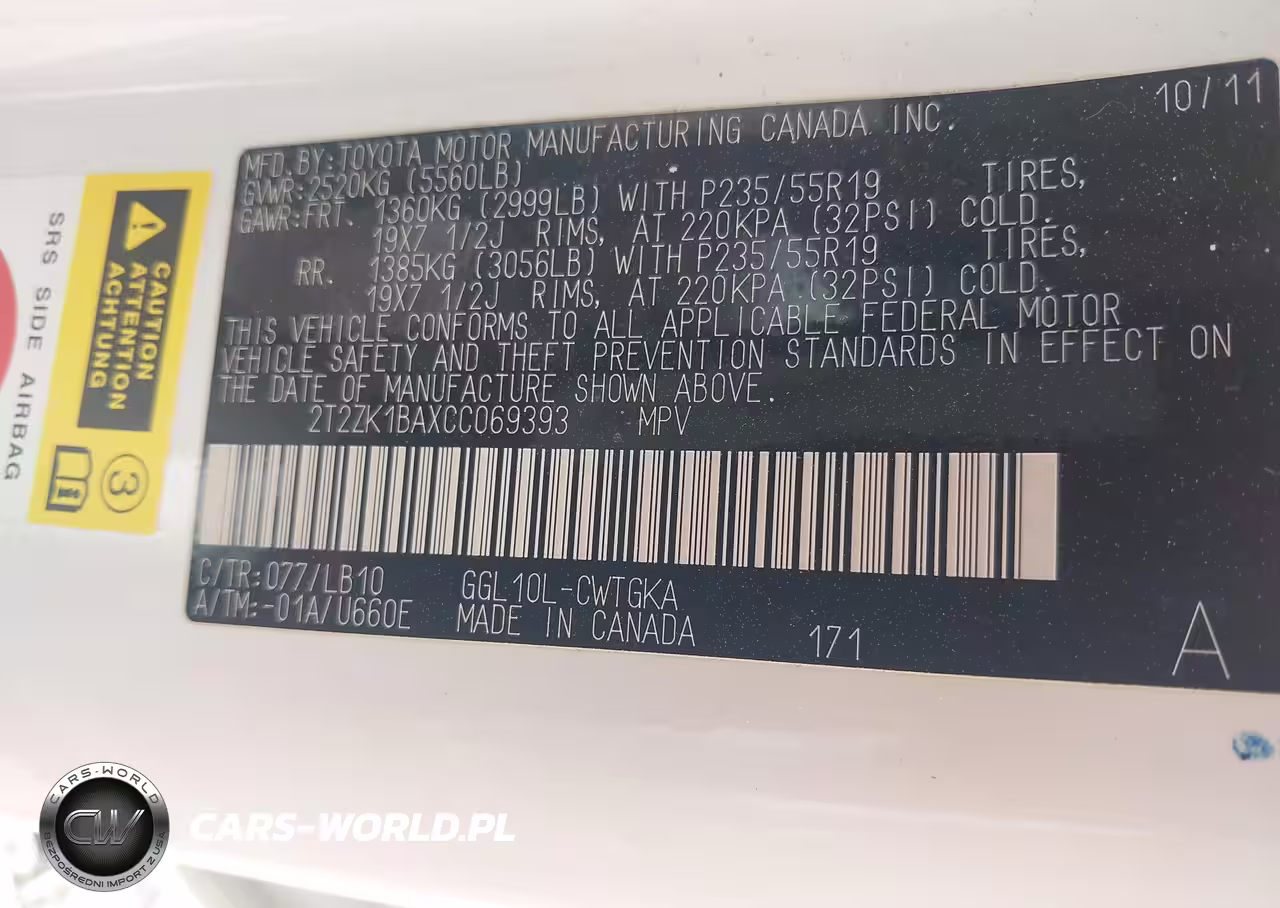 10/11
MFD.BY:TOYOTA MOTOR MANUFACTURING CANADA INC.
GVWR:2520KG (5560LB)
GAWR:FRT. 1360KG (2999LB) WITH P235/55R19 TIRES,
19X7 1/2J RIMS, AT 220KPA (32PSI) COLD.
RR. 1385KG (3056LB) WITH P235/55R19 TIRES,
19X7 1/2J RIMS, AT 220KPA (32PSI) COLD.
THIS VEHICLE CONFORMS TO ALL APPLICABLE FEDERAL MOTOR
VEHICLE SAFETY AND THEFT PREVENTION STANDARDS IN EFFECT ON
THE DATE OF MANUFACTURE SHOWN ABOVE.
2T2ZK1BAXCC069393 MPV
C/TR:077/LB10 GGL10L-CWTGKA
A/TM:-01A/U660E MADE IN CANADA 171 A
SRS SIDE AIRBAG
CAUTION
ATTENTION
ACHTUNG
3
CARS-WORLD
CW
BEZPOŚREDNI IMPORT Z USA
CARS-WORLD.PL